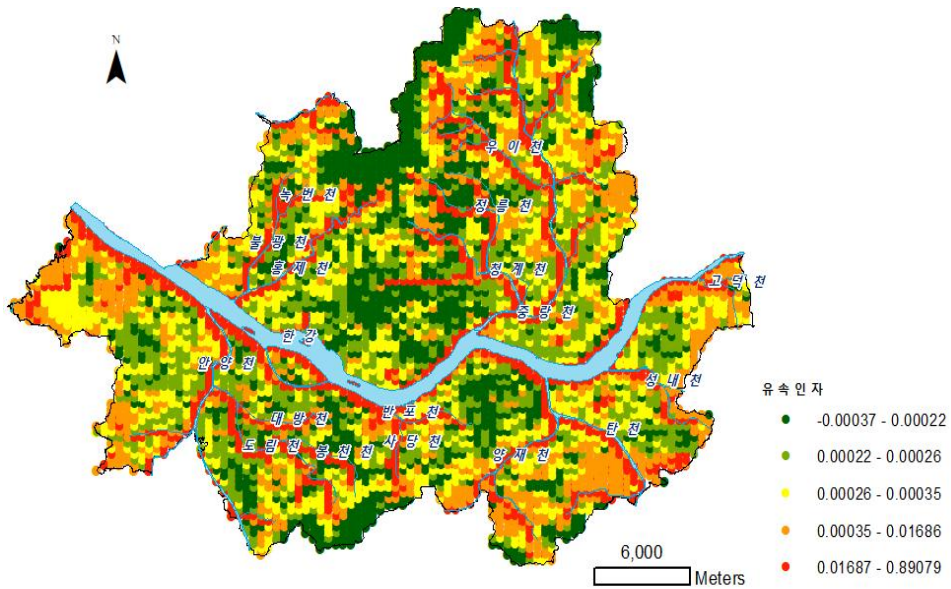 N
우이천
녹번천
정릉천
불광천
홍제천
청계천
고덕천
중랑천
한강
안양천
성내천
반포천
대방천
탄천
사당천
도림천
봉천천
양재천
유속인자
-0.00037 - 0.00022
0.00022 - 0.00026
0.00026 - 0.00035
0.00035 - 0.01686
0.01687 - 0.89079
6,000
Meters